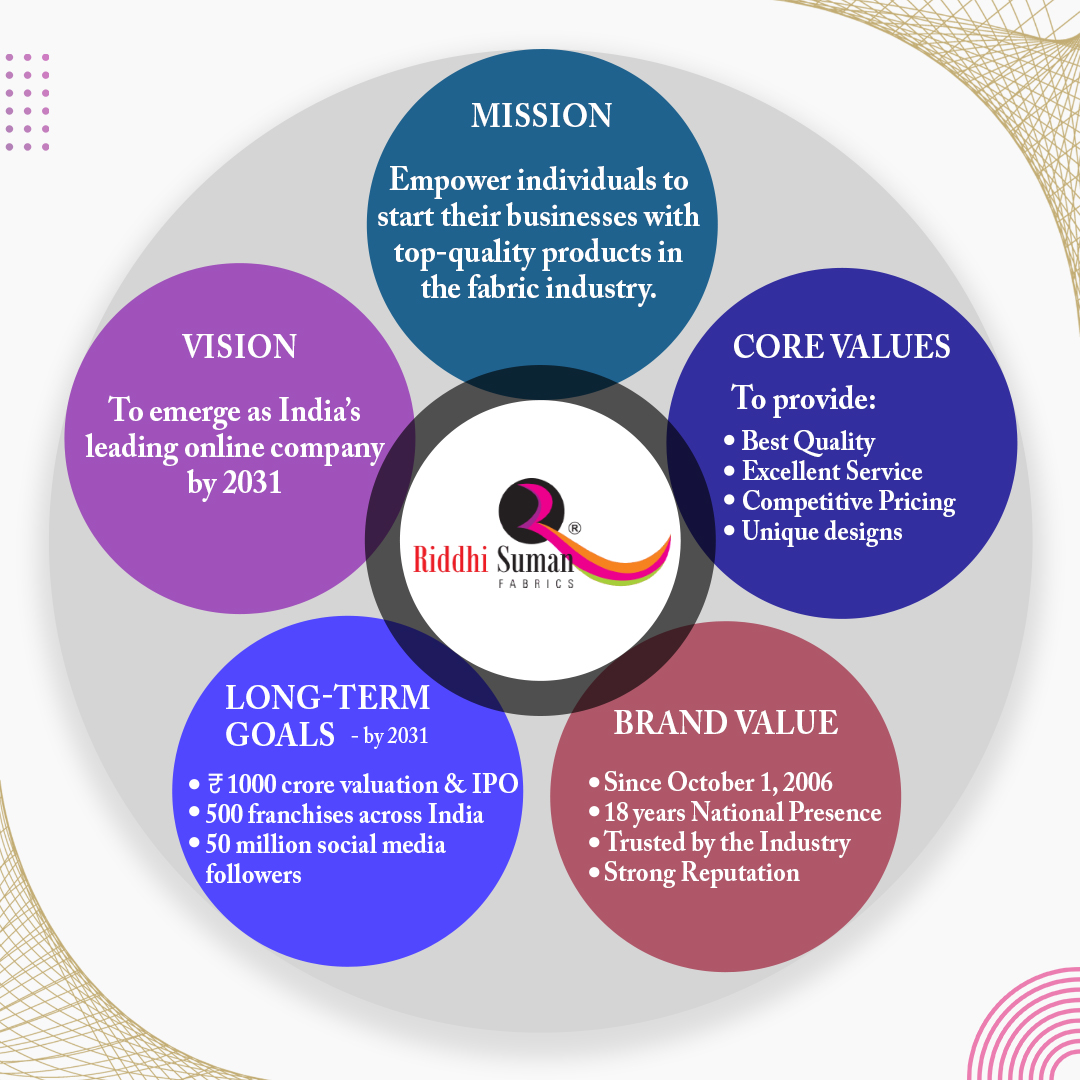 MISSION
Empower individuals to
start their businesses with
top-quality products in
the fabric industry.
VISION
To emerge as India's
leading online company
by 2031
CORE VALUES
To provide:
• Best Quality
• Excellent Service
• Competitive Pricing
• Unique designs
®
Riddhi Suman
FABRICS
LONG-TERM
GOALS - by 2031
• ₹ 1000 crore valuation & IPO
• 500 franchises across India
• 50 million social media
followers
BRAND VALUE
• Since October 1, 2006
• 18 years National Presence
• Trusted by the Industry
• Strong Reputation